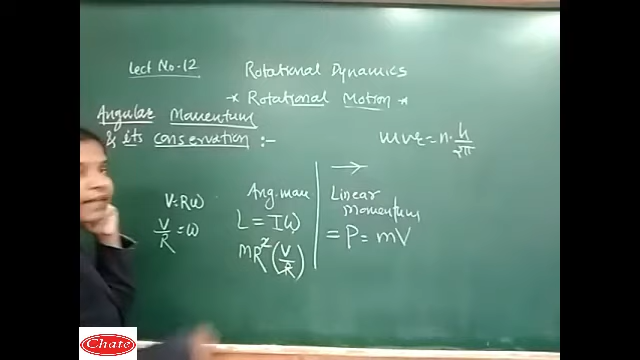 Lect No-12
Rotational Dynamics
* Rotational Motion *
Angular Momentum
& its conservation :-
mvr = n·h/2π
V=Rω
V/R = ω
Ang. mom
L = Iω
MR²(V/R)
→
Linear
momentum
= P = mV
Chate